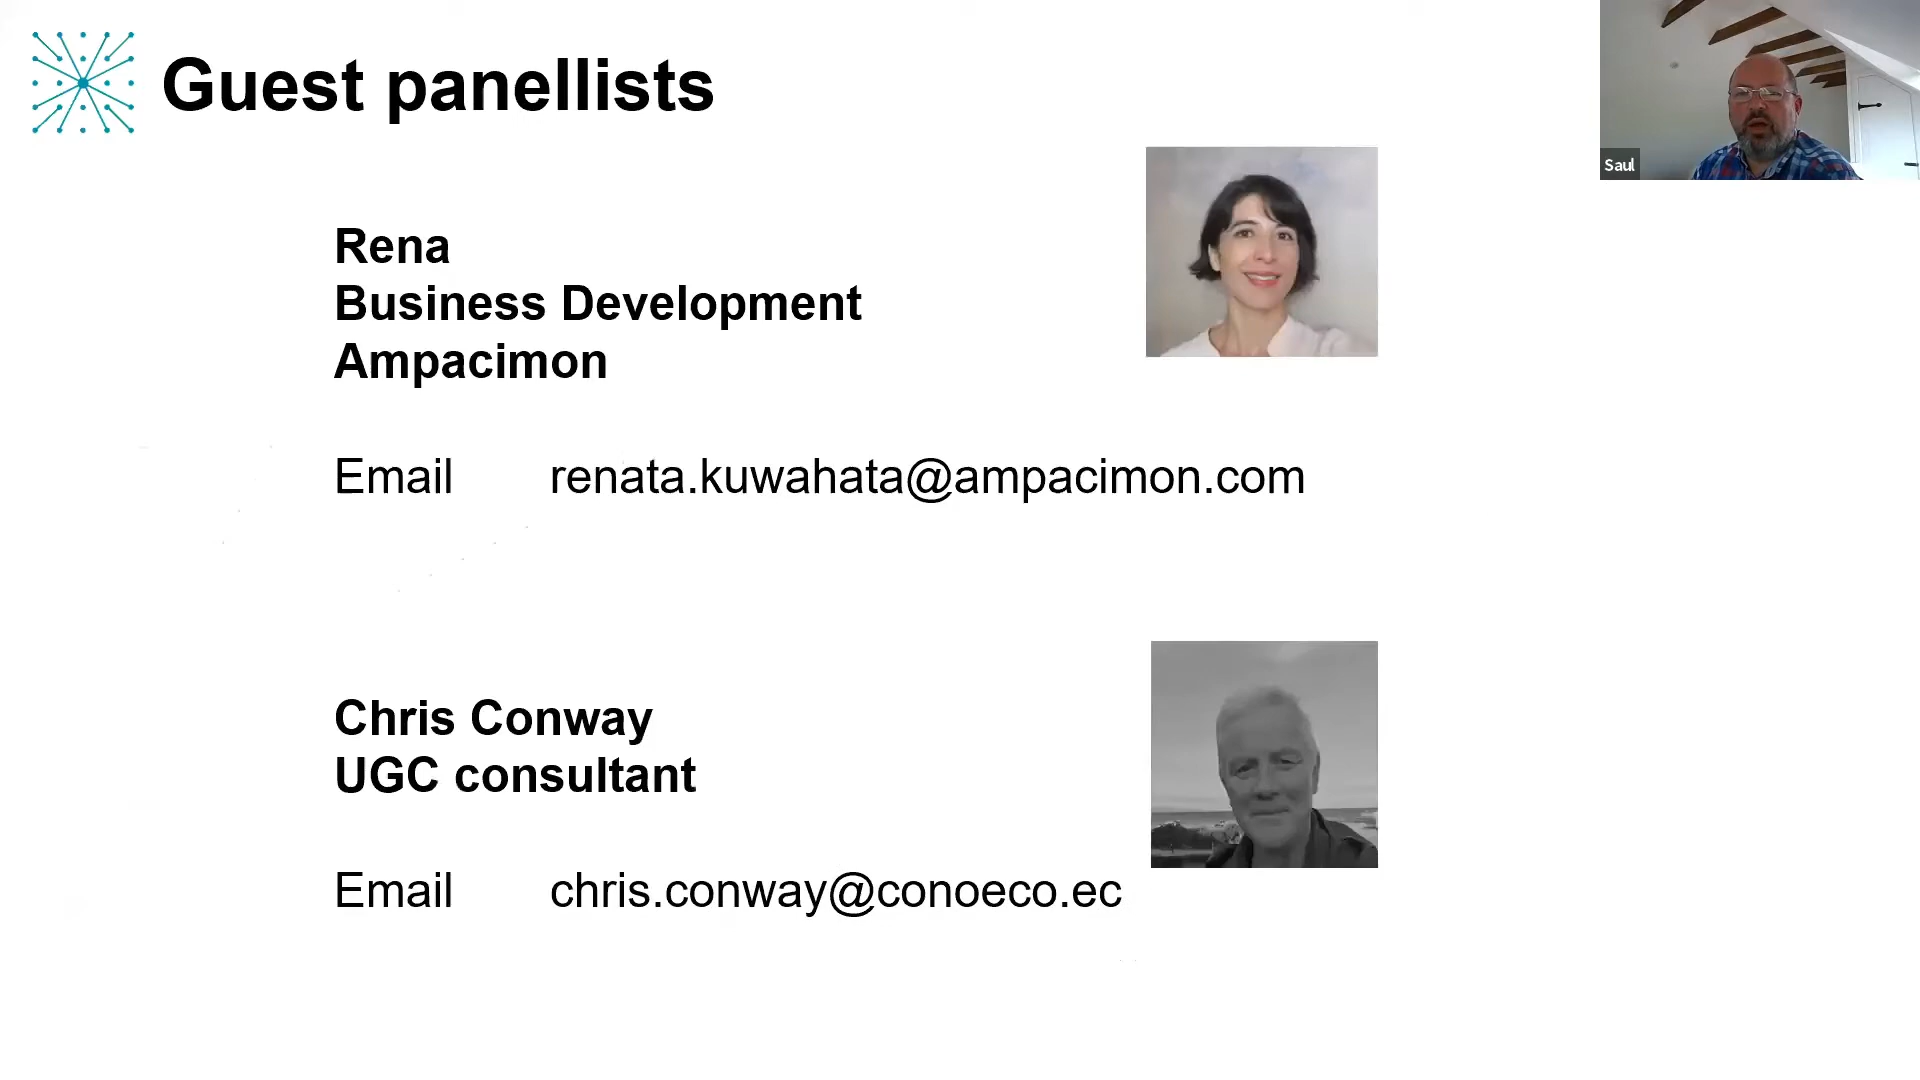 Guest panellists
Saul
Rena
Business Development
Ampacimon
Email renata.kuwahata@ampacimon.com
Chris Conway
UGC consultant
Email chris.conway@conoeco.ec